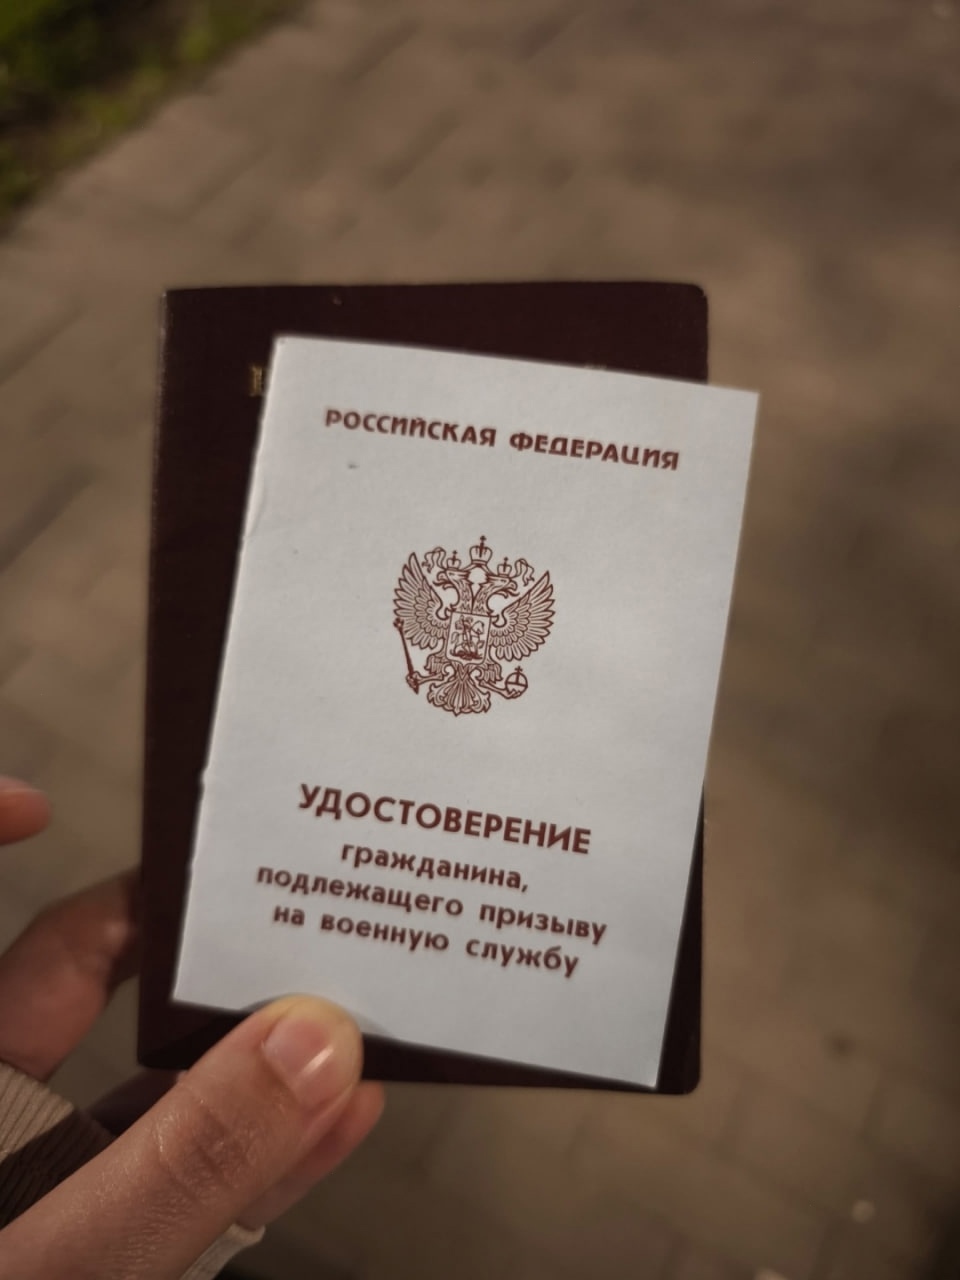 РОССИЙСКАЯ ФЕДЕРАЦИЯ
УДОСТОВЕРЕНИЕ
гражданина,
подлежащего призыву
на военную службу